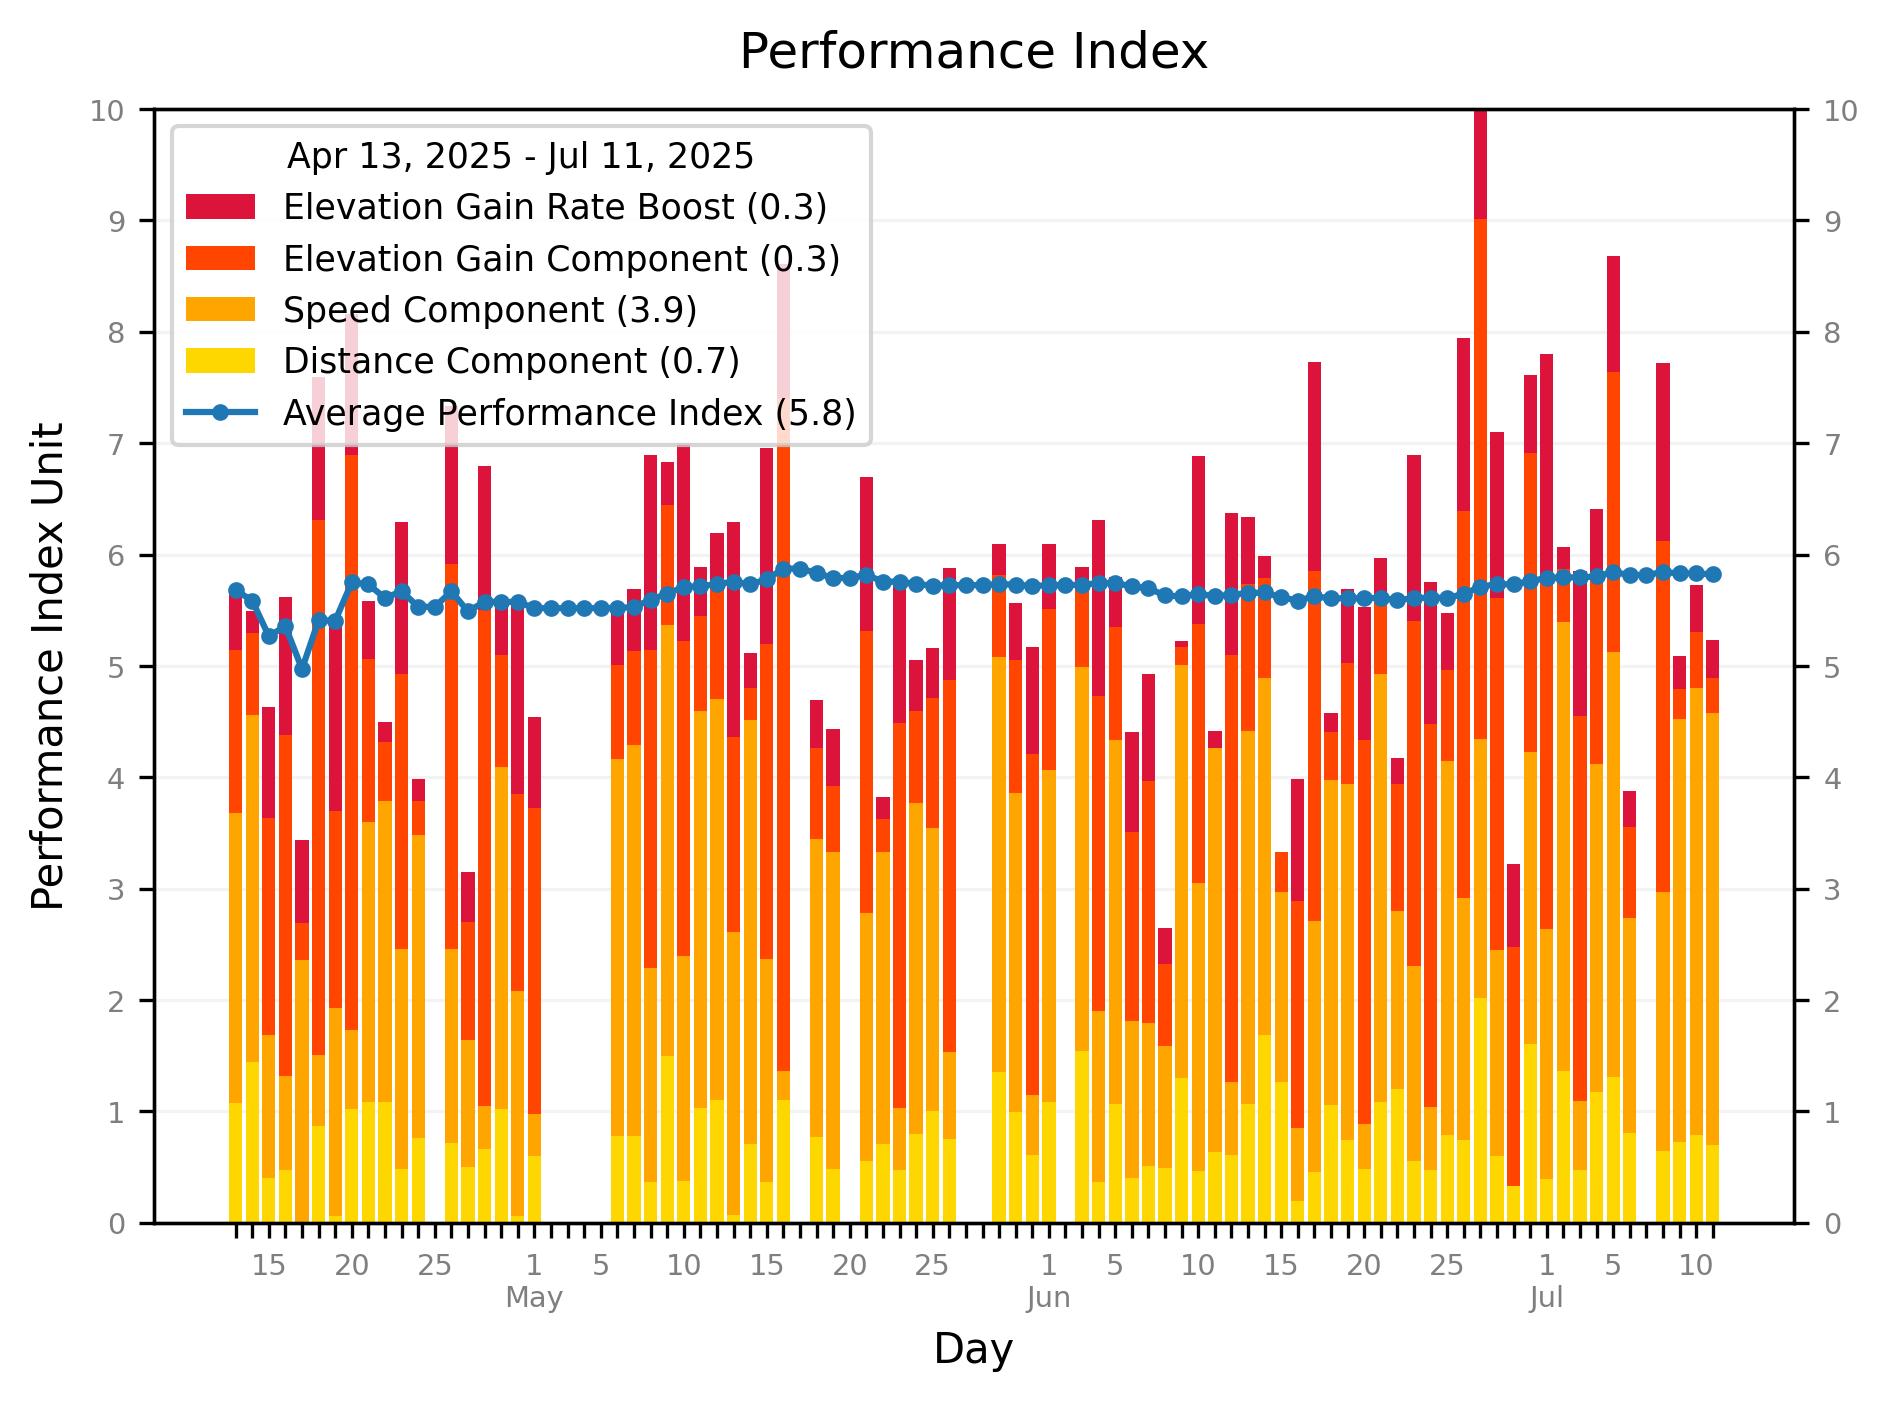 Performance Index
Performance Index Unit
10
9
8
7
6
5
4
3
2
1
0
10
9
8
7
6
5
4
3
2
1
0
Apr 13, 2025 - Jul 11, 2025
Elevation Gain Rate Boost (0.3)
Elevation Gain Component (0.3)
Speed Component (3.9)
Distance Component (0.7)
Average Performance Index (5.8)
15 20 25 1 5 10 15 20 25 1 5 10 15 20 25 1 5 10
May Jun Jul
Day